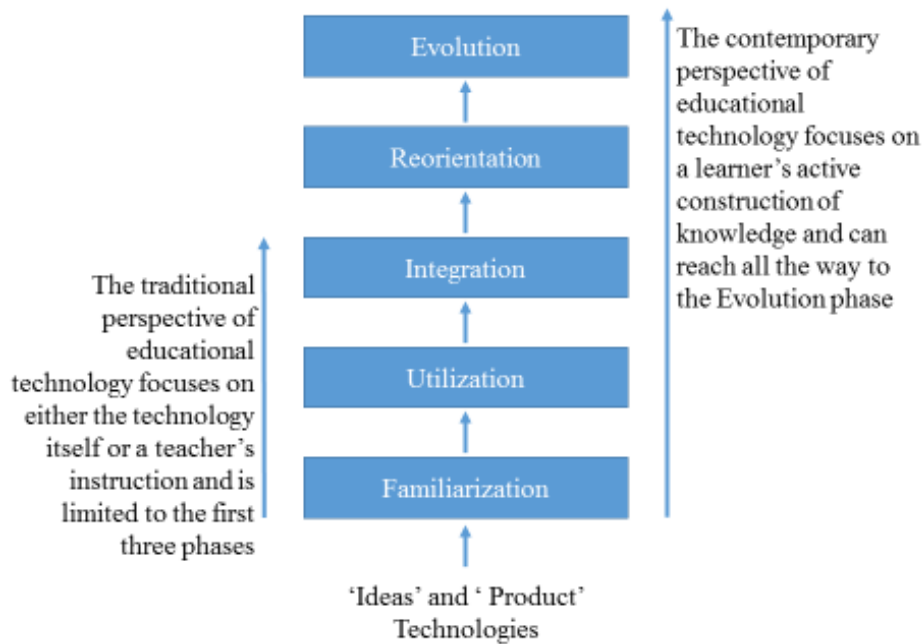 Evolution
Reorientation
Integration
Utilization
Familiarization
‘Ideas’ and ‘ Product’
Technologies
The traditional
perspective of
educational
technology focuses on
either the technology
itself or a teacher’s
instruction and is
limited to the first
three phases
The contemporary
perspective of
educational
technology focuses on
a learner’s active
construction of
knowledge and can
reach all the way to
the Evolution phase